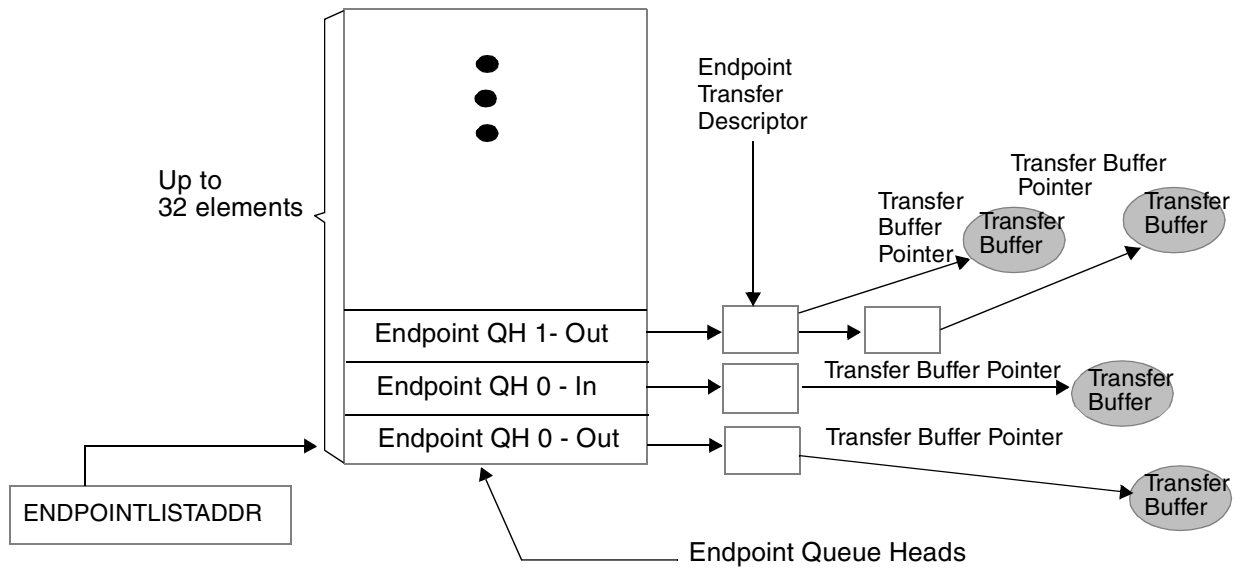 Endpoint
Transfer
Descriptor
Up to
32 elements
Transfer Buffer
Pointer
Transfer
Buffer
Pointer
Transfer
Buffer
Transfer
Buffer
Endpoint QH 1- Out
Endpoint QH 0 - In
Transfer Buffer Pointer
Transfer
Buffer
Endpoint QH 0 - Out
Transfer Buffer Pointer
Transfer
Buffer
ENDPOINTLISTADDR
Endpoint Queue Heads